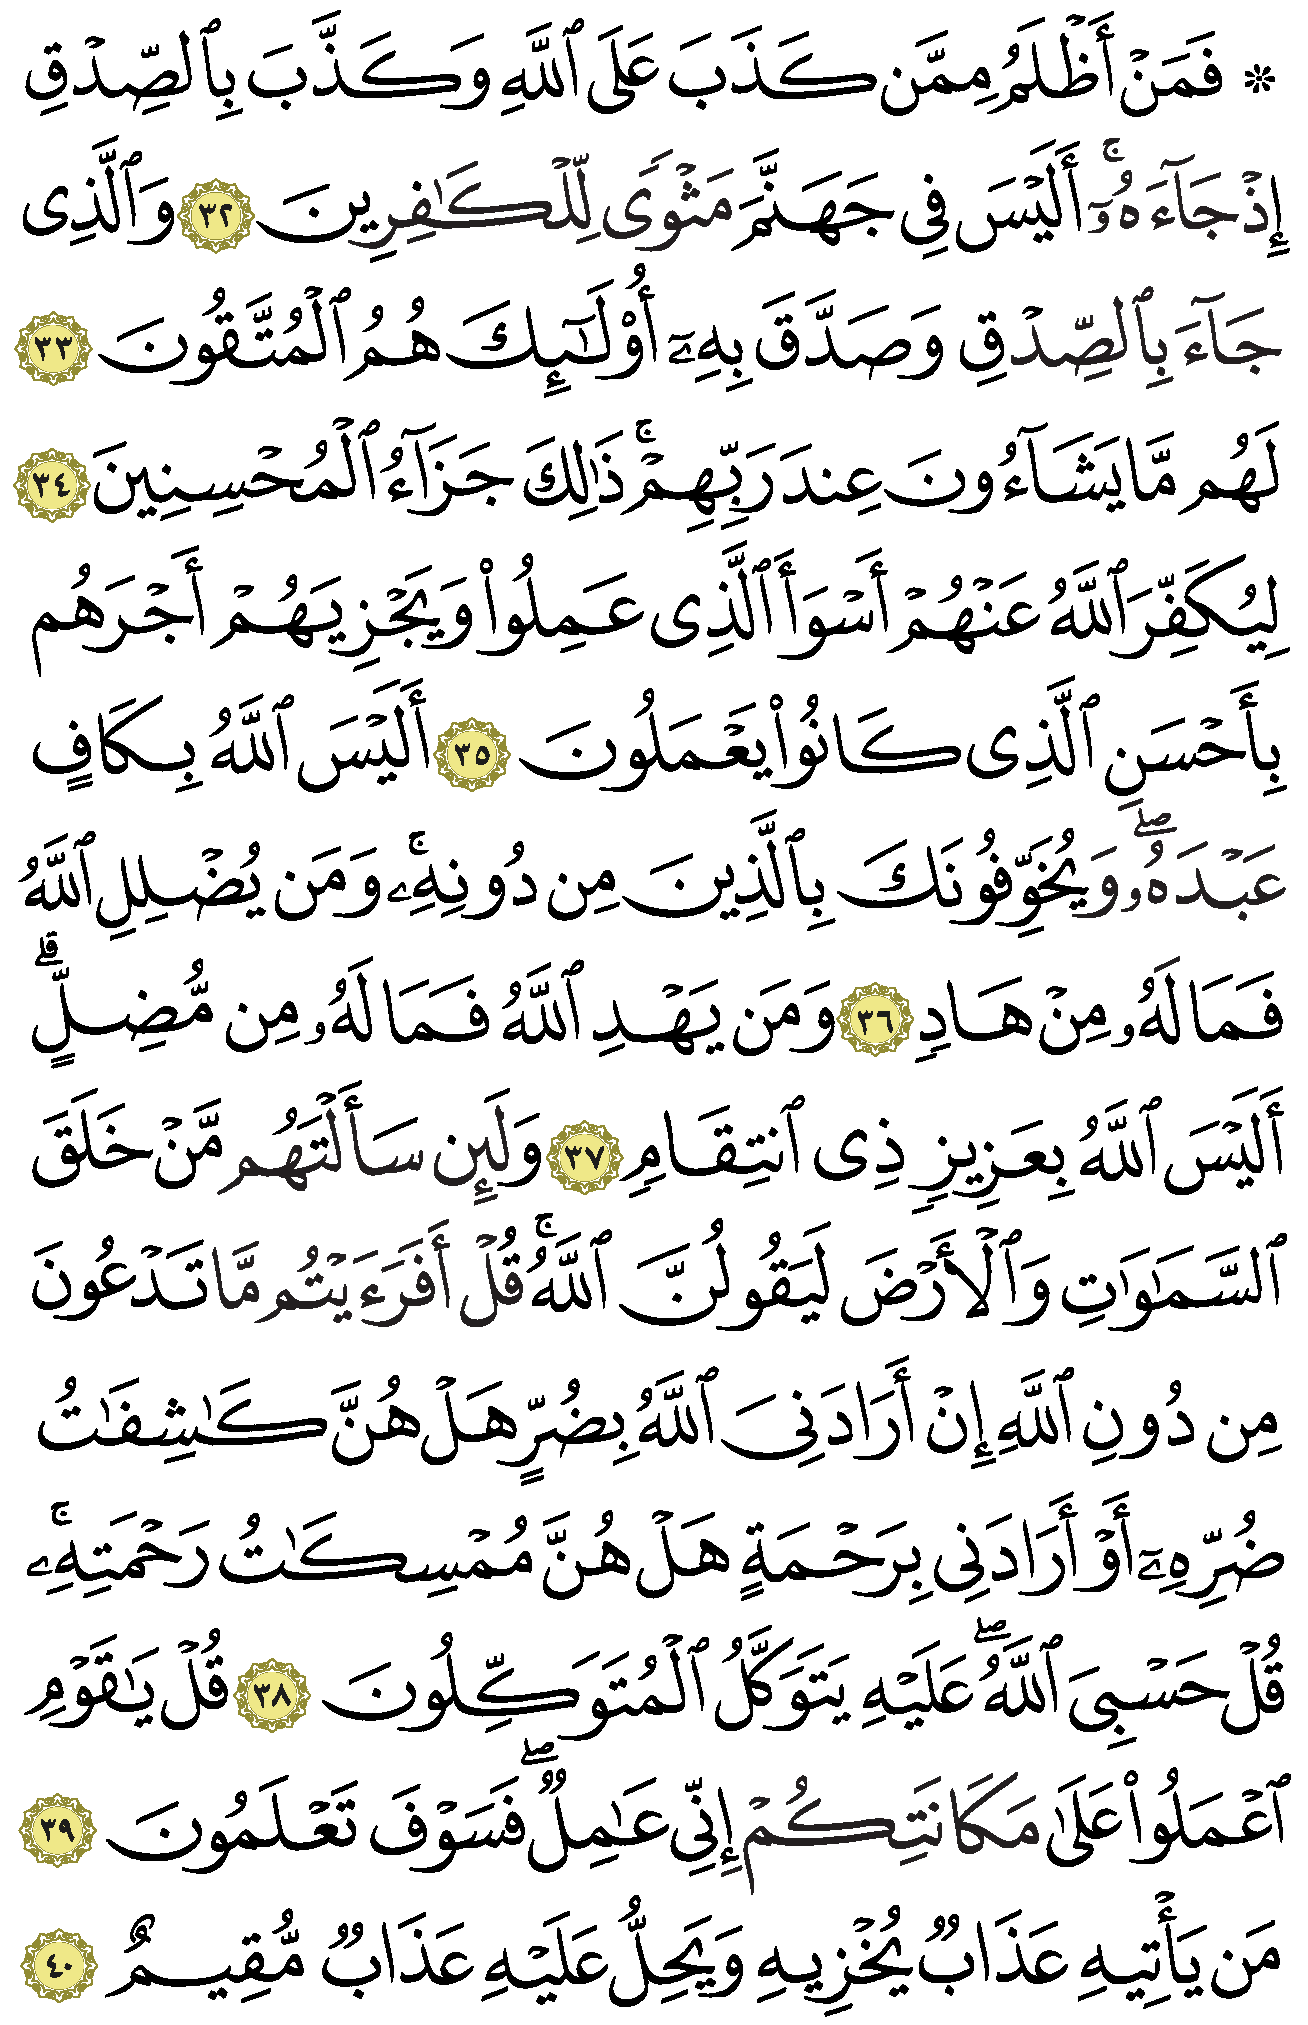 ۞ فَمَنْ أَظْلَمُ مِمَّن كَذَبَ عَلَى ٱللَّهِ وَكَذَّبَ بِٱلصِّدْقِ
إِذْ جَآءَهُۥٓ ۚ أَلَيْسَ فِى جَهَنَّمَ مَثْوًى لِّلْكَـٰفِرِينَ ٣٢ وَٱلَّذِى
جَآءَ بِٱلصِّدْقِ وَصَدَّقَ بِهِۦٓ أُو۟لَـٰٓئِكَ هُمُ ٱلْمُتَّقُونَ ٣٣
لَهُم مَّا يَشَآءُونَ عِندَ رَبِّهِمْ ۚ ذَٰلِكَ جَزَآءُ ٱلْمُحْسِنِينَ ٣٤
لِيُكَفِّرَ ٱللَّهُ عَنْهُمْ أَسْوَأَ ٱلَّذِى عَمِلُوا۟ وَيَجْزِيَهُمْ أَجْرَهُم
بِأَحْسَنِ ٱلَّذِى كَانُوا۟ يَعْمَلُونَ ٣٥ أَلَيْسَ ٱللَّهُ بِكَافٍ
عَبْدَهُۥ ۖ وَيُخَوِّفُونَكَ بِٱلَّذِينَ مِن دُونِهِۦ ۚ وَمَن يُضْلِلِ ٱللَّهُ
فَمَا لَهُۥ مِنْ هَادٍ ٣٦ وَمَن يَهْدِ ٱللَّهُ فَمَا لَهُۥ مِن مُّضِلٍّ ۗ
أَلَيْسَ ٱللَّهُ بِعَزِيزٍ ذِى ٱنتِقَامٍ ٣٧ وَلَئِن سَأَلْتَهُم مَّنْ خَلَقَ
ٱلسَّمَـٰوَٰتِ وَٱلْأَرْضَ لَيَقُولُنَّ ٱللَّهُ ۚ قُلْ أَفَرَءَيْتُم مَّا تَدْعُونَ
مِن دُونِ ٱللَّهِ إِنْ أَرَادَنِىَ ٱللَّهُ بِضُرٍّ هَلْ هُنَّ كَـٰشِفَـٰتُ
ضُرِّهِۦٓ أَوْ أَرَادَنِى بِرَحْمَةٍ هَلْ هُنَّ مُمْسِكَـٰتُ رَحْمَتِهِۦ ۚ
قُلْ حَسْبِىَ ٱللَّهُ ۖ عَلَيْهِ يَتَوَكَّلُ ٱلْمُتَوَكِّلُونَ ٣٨ قُلْ يَـٰقَوْمِ
ٱعْمَلُوا۟ عَلَىٰ مَكَانَتِكُمْ إِنِّى عَـٰمِلٌ ۖ فَسَوْفَ تَعْلَمُونَ ٣٩
مَن يَأْتِيهِ عَذَابٌ يُخْزِيهِ وَيَحِلُّ عَلَيْهِ عَذَابٌ مُّقِيمٌ ٤٠